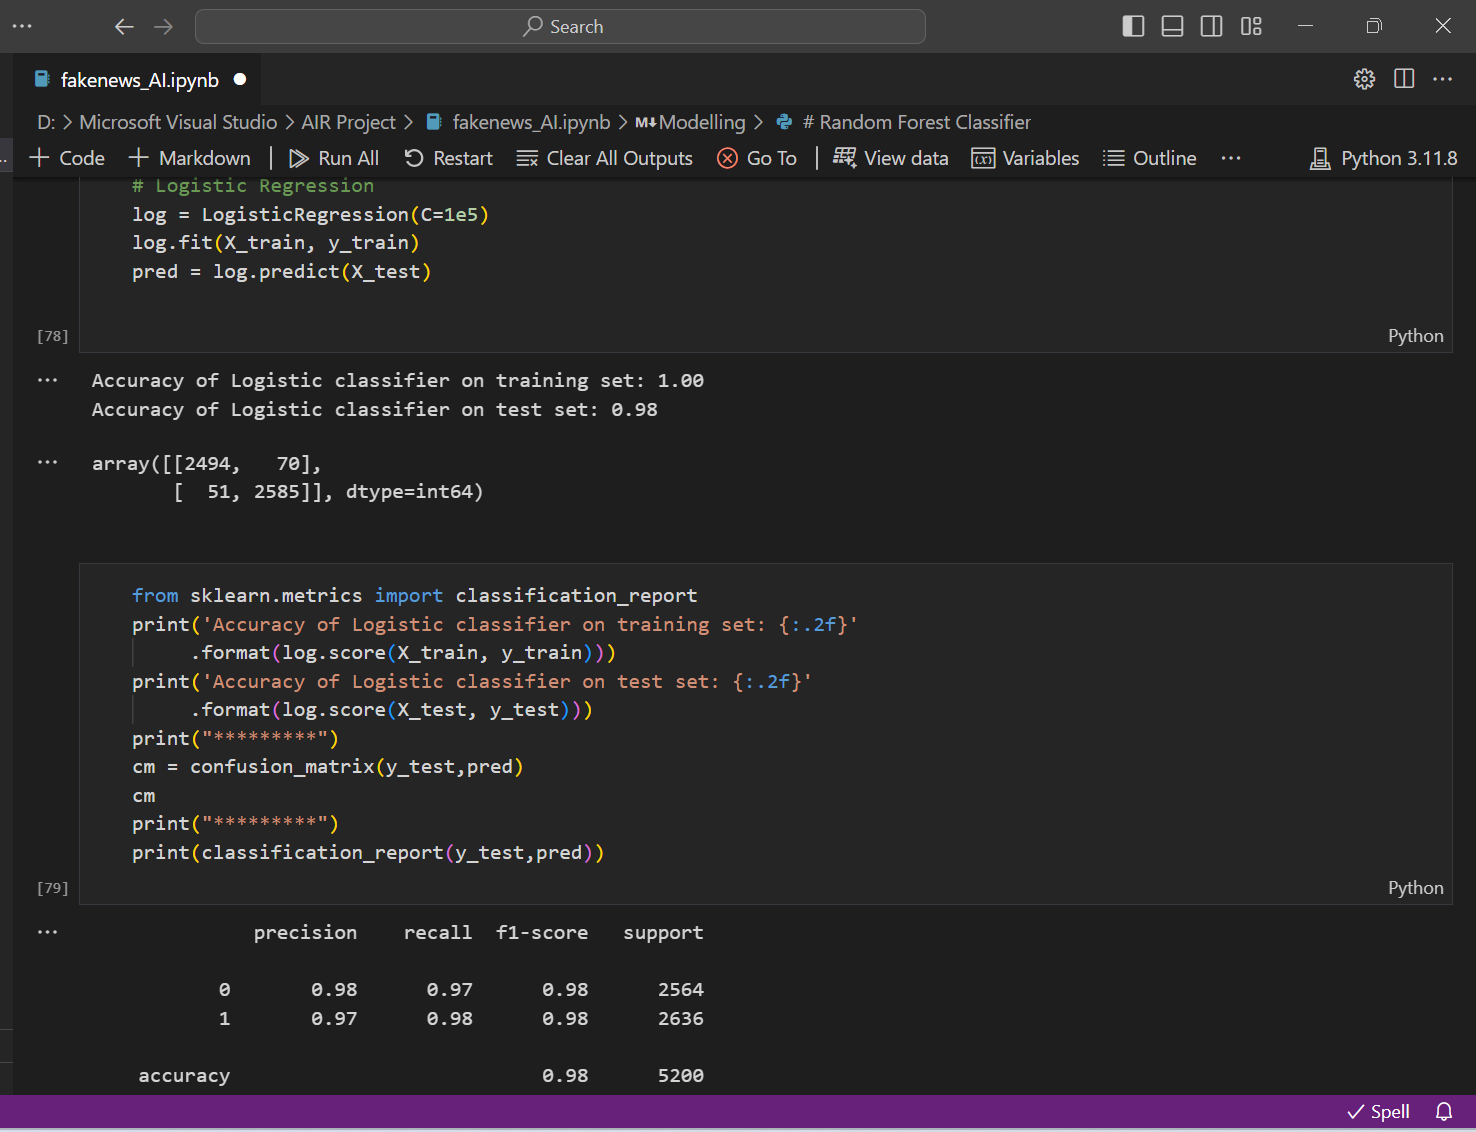 Search
fakenews_AI.ipynb
D: > Microsoft Visual Studio > AIR Project > fakenews_AI.ipynb > M↓Modelling > # Random Forest Classifier
+ Code + Markdown | Run All Restart Clear All Outputs Go To | View data Variables Outline ... Python 3.11.8
# Logistic Regression
log = LogisticRegression(C=1e5)
log.fit(X_train, y_train)
pred = log.predict(X_test)
[78]
Python
... Accuracy of Logistic classifier on training set: 1.00
Accuracy of Logistic classifier on test set: 0.98
... array([[2494,   70],
       [  51, 2585]], dtype=int64)
from sklearn.metrics import classification_report
print('Accuracy of Logistic classifier on training set: {:.2f}'
     .format(log.score(X_train, y_train)))
print('Accuracy of Logistic classifier on test set: {:.2f}'
     .format(log.score(X_test, y_test)))
print("*********")
cm = confusion_matrix(y_test,pred)
cm
print("*********")
print(classification_report(y_test,pred))
[79]
Python
... precision    recall  f1-score   support
0       0.98      0.97      0.98      2564
1       0.97      0.98      0.98      2636
accuracy                           0.98      5200
Spell